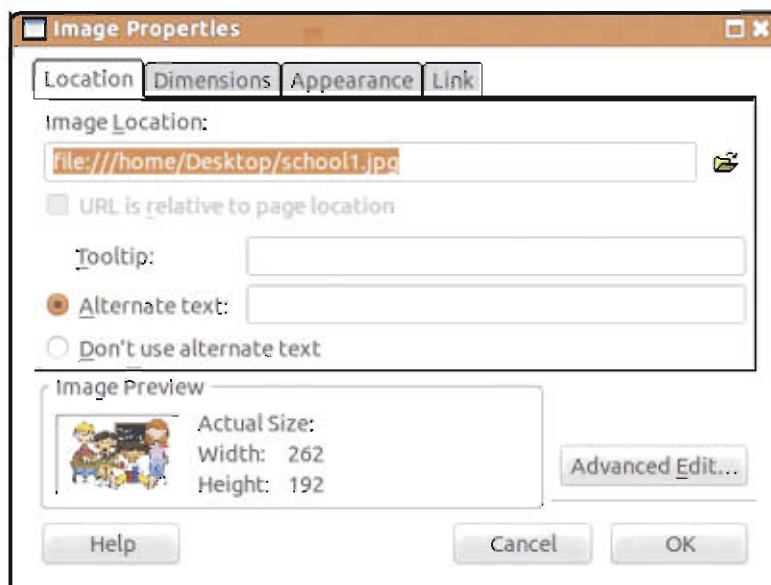 Image Properties
Location Dimensions Appearance Link
Image Location:
file:///home/Desktop/school1.jpg
URL is relative to page location
Tooltip:
Alternate text:
Don't use alternate text
Image Preview
Actual Size:
Width: 262
Height: 192
Advanced Edit...
Help Cancel OK